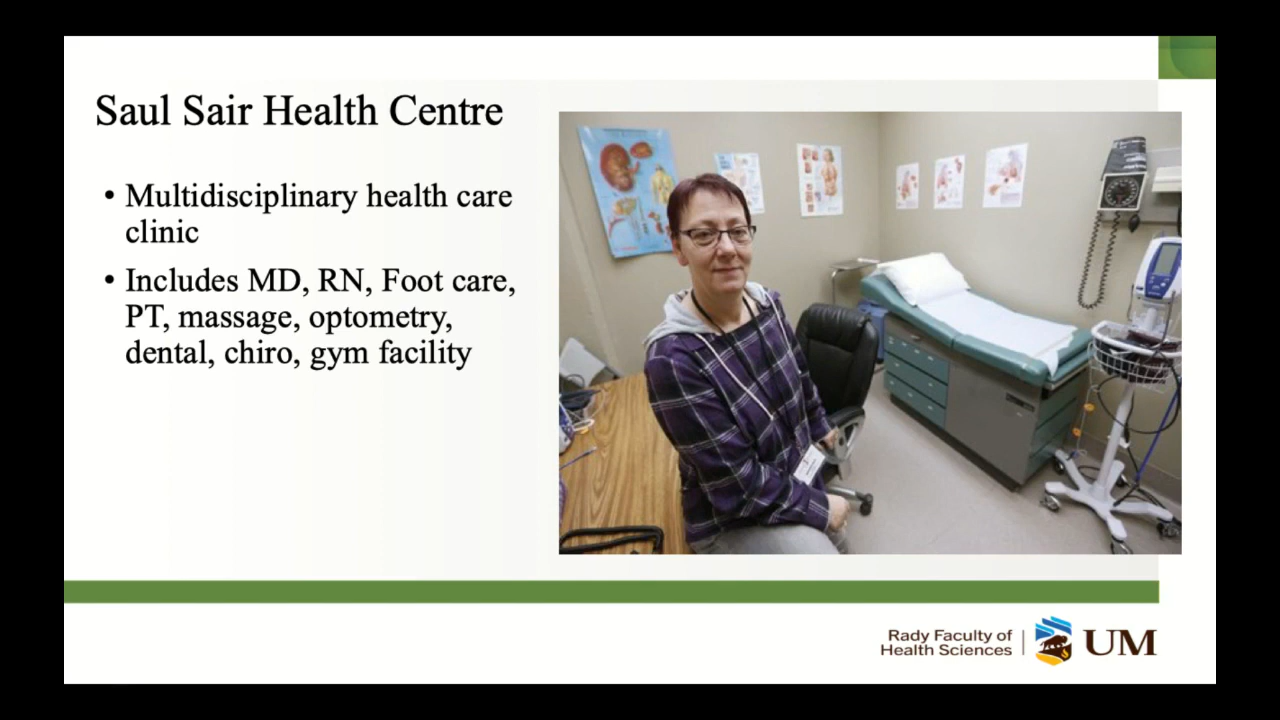 Saul Sair Health Centre
• Multidisciplinary health care
clinic
• Includes MD, RN, Foot care,
PT, massage, optometry,
dental, chiro, gym facility
Rady Faculty of
Health Sciences
UM